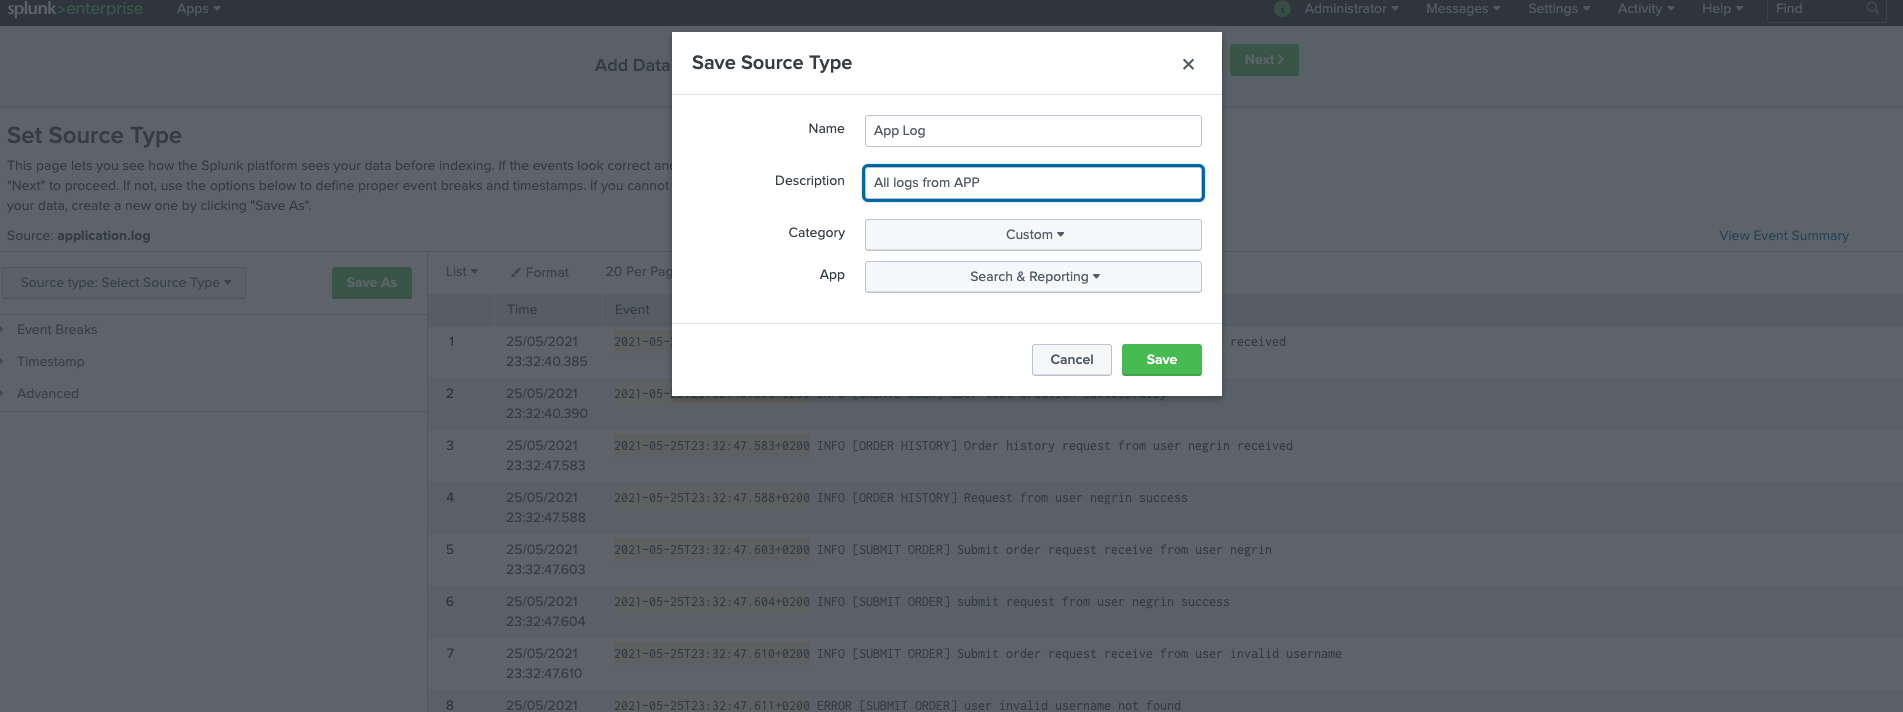 splunk>enterprise Apps
Administrator Messages Settings Activity Help Find
Add Data
Next
Save Source Type
Name App Log
Description All logs from APP
Category Custom
App Search & Reporting
Cancel Save
Set Source Type
This page lets you see how the Splunk platform sees your data before indexing. If the events look correct and
"Next" to proceed. If not, use the options below to define proper event breaks and timestamps. If you cannot
your data, create a new one by clicking "Save As".
Source: application.log
View Event Summary
Source type: Select Source Type Save As
Event Breaks
Timestamp
Advanced
List Format 20 Per Pag
Time Event
1 25/05/2021 2021-05- received
23:32:40.385
2 25/05/2021 2021-05-
23:32:40.390
3 25/05/2021 2021-05-25T23:32:47.583+0200 INFO [ORDER HISTORY] Order history request from user negrin received
23:32:47.583
4 25/05/2021 2021-05-25T23:32:47.588+0200 INFO [ORDER HISTORY] Request from user negrin success
23:32:47.588
5 25/05/2021 2021-05-25T23:32:47.603+0200 INFO [SUBMIT ORDER] Submit order request receive from user negrin
23:32:47.603
6 25/05/2021 2021-05-25T23:32:47.604+0200 INFO [SUBMIT ORDER] submit request from user negrin success
23:32:47.604
7 25/05/2021 2021-05-25T23:32:47.610+0200 INFO [SUBMIT ORDER] Submit order request receive from user invalid username
23:32:47.610
8 25/05/2021 2021-05-25T23:32:47.611+0200 ERROR [SUBMIT ORDER] user invalid username not found